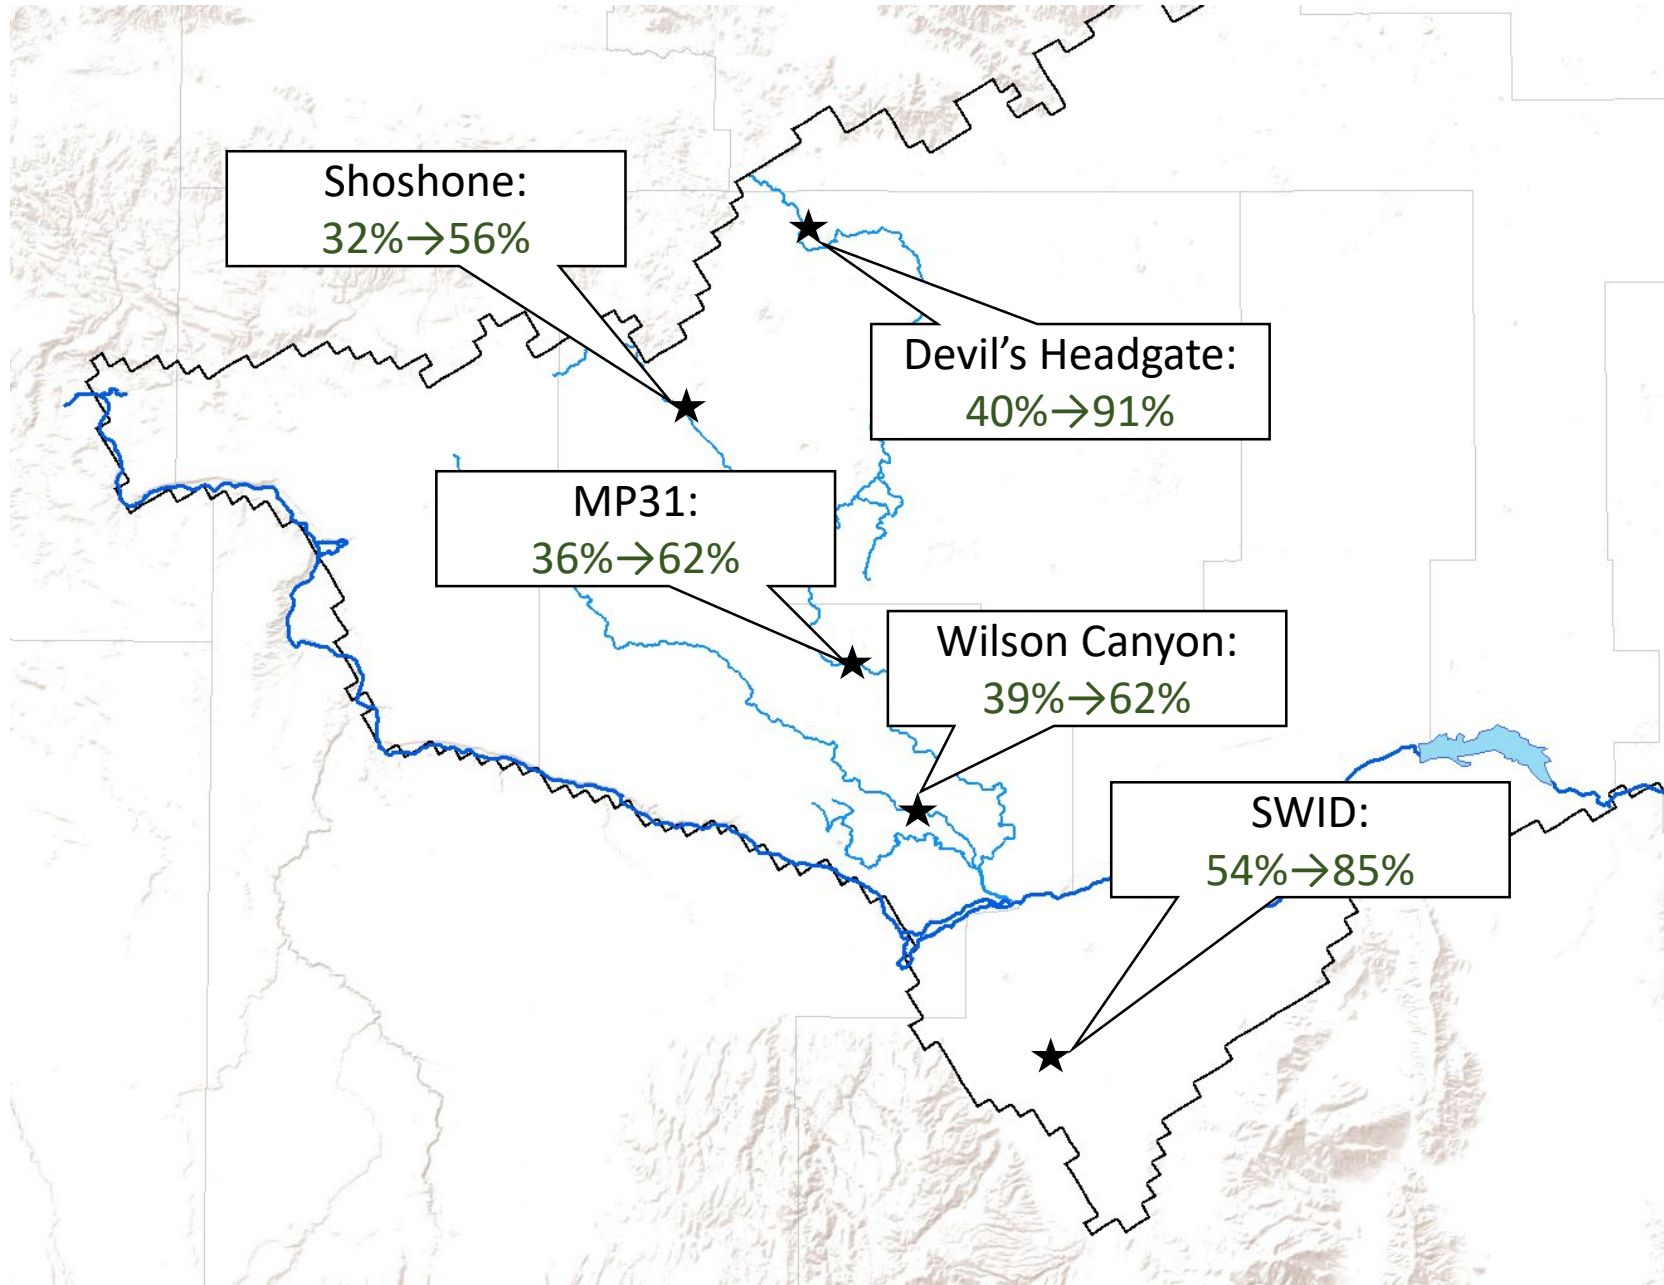 Shoshone:
32%→56%
Devil's Headgate:
40%→91%
MP31:
36%→62%
Wilson Canyon:
39%→62%
SWID:
54%→85%